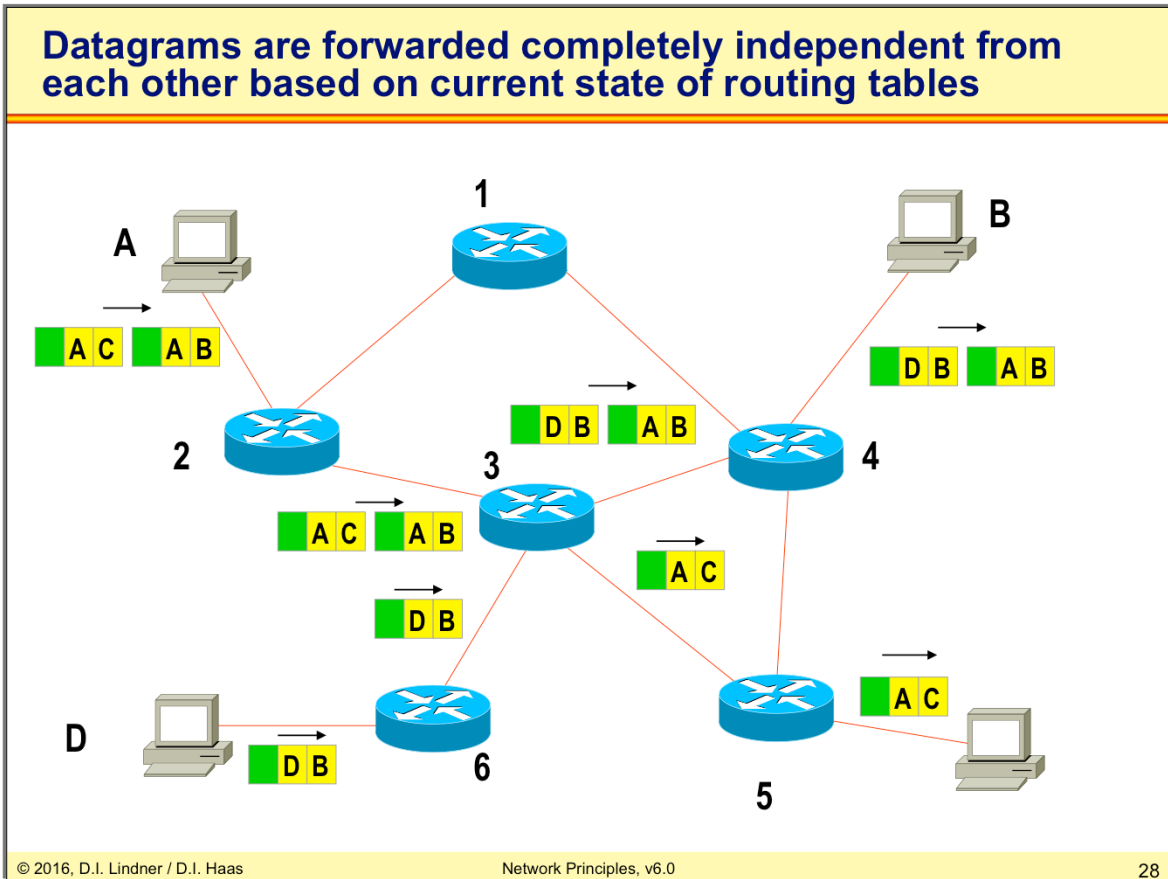 Datagrams are forwarded completely independent from
each other based on current state of routing tables
1
A
B
A C A B
D B A B
D B A B
2
3
4
A C A B
A C
D B
A C
D
D B
6
5
© 2016, D.I. Lindner / D.I. Haas
Network Principles, v6.0
28